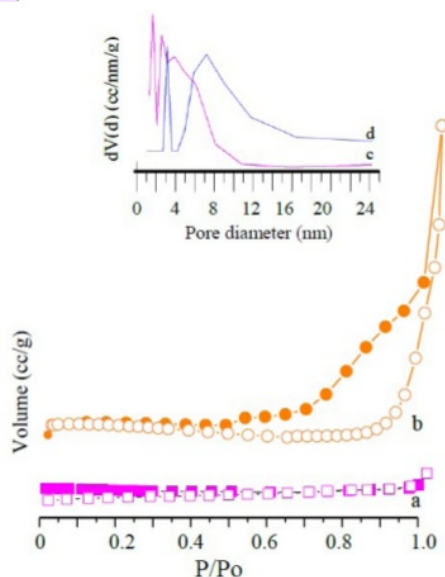 dV(d) (cc/nm/g)
d
c
0 4 8 12 16 20 24
Pore diameter (nm)
Volume (cc/g)
b
a
0 0.2 0.4 0.6 0.8 1.0
P/Po